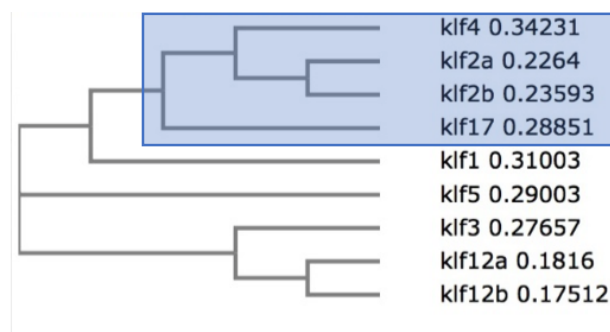 klf4 0.34231
klf2a 0.2264
klf2b 0.23593
klf17 0.28851
klf1 0.31003
klf5 0.29003
klf3 0.27657
klf12a 0.1816
klf12b 0.17512